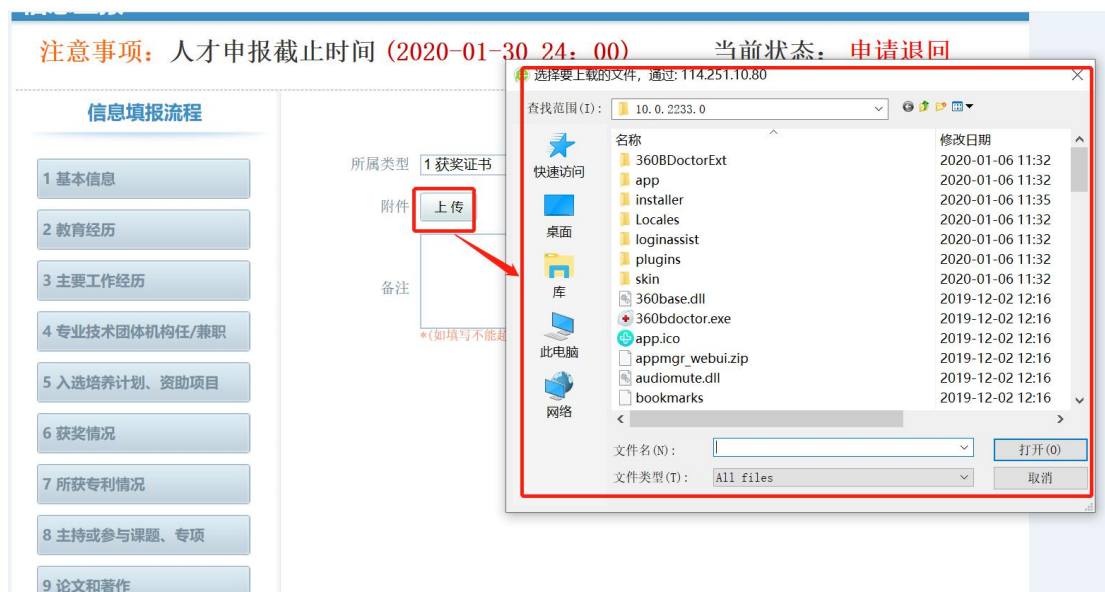 注意事项：人才申报截止时间 (2020-01-30 24：00) 当前状态： 申请退回
信息填报流程
1 基本信息
2 教育经历
3 主要工作经历
4 专业技术团体机构任/兼职
5 入选培养计划、资助项目
6 获奖情况
7 所获专利情况
8 主持或参与课题、专项
9 论文和著作
所属类型 1 获奖证书
附件 上传
备注
*(如填写不能超
选择要上载的文件，通过: 114.251.10.80
查找范围(I): 10.0.2233.0
快速访问
桌面
库
此电脑
网络
名称 修改日期
360BDoctorExt 2020-01-06 11:32
app 2020-01-06 11:32
installer 2020-01-06 11:35
Locales 2020-01-06 11:32
loginassist 2020-01-06 11:32
plugins 2020-01-06 11:32
skin 2020-01-06 11:32
360base.dll 2019-12-02 12:16
360bdoctor.exe 2019-12-02 12:16
app.ico 2019-12-02 12:16
appmgr_webui.zip 2019-12-02 12:16
audiomute.dll 2019-12-02 12:16
bookmarks 2019-12-02 12:16
文件名(N): 打开(O)
文件类型(T): All files 取消